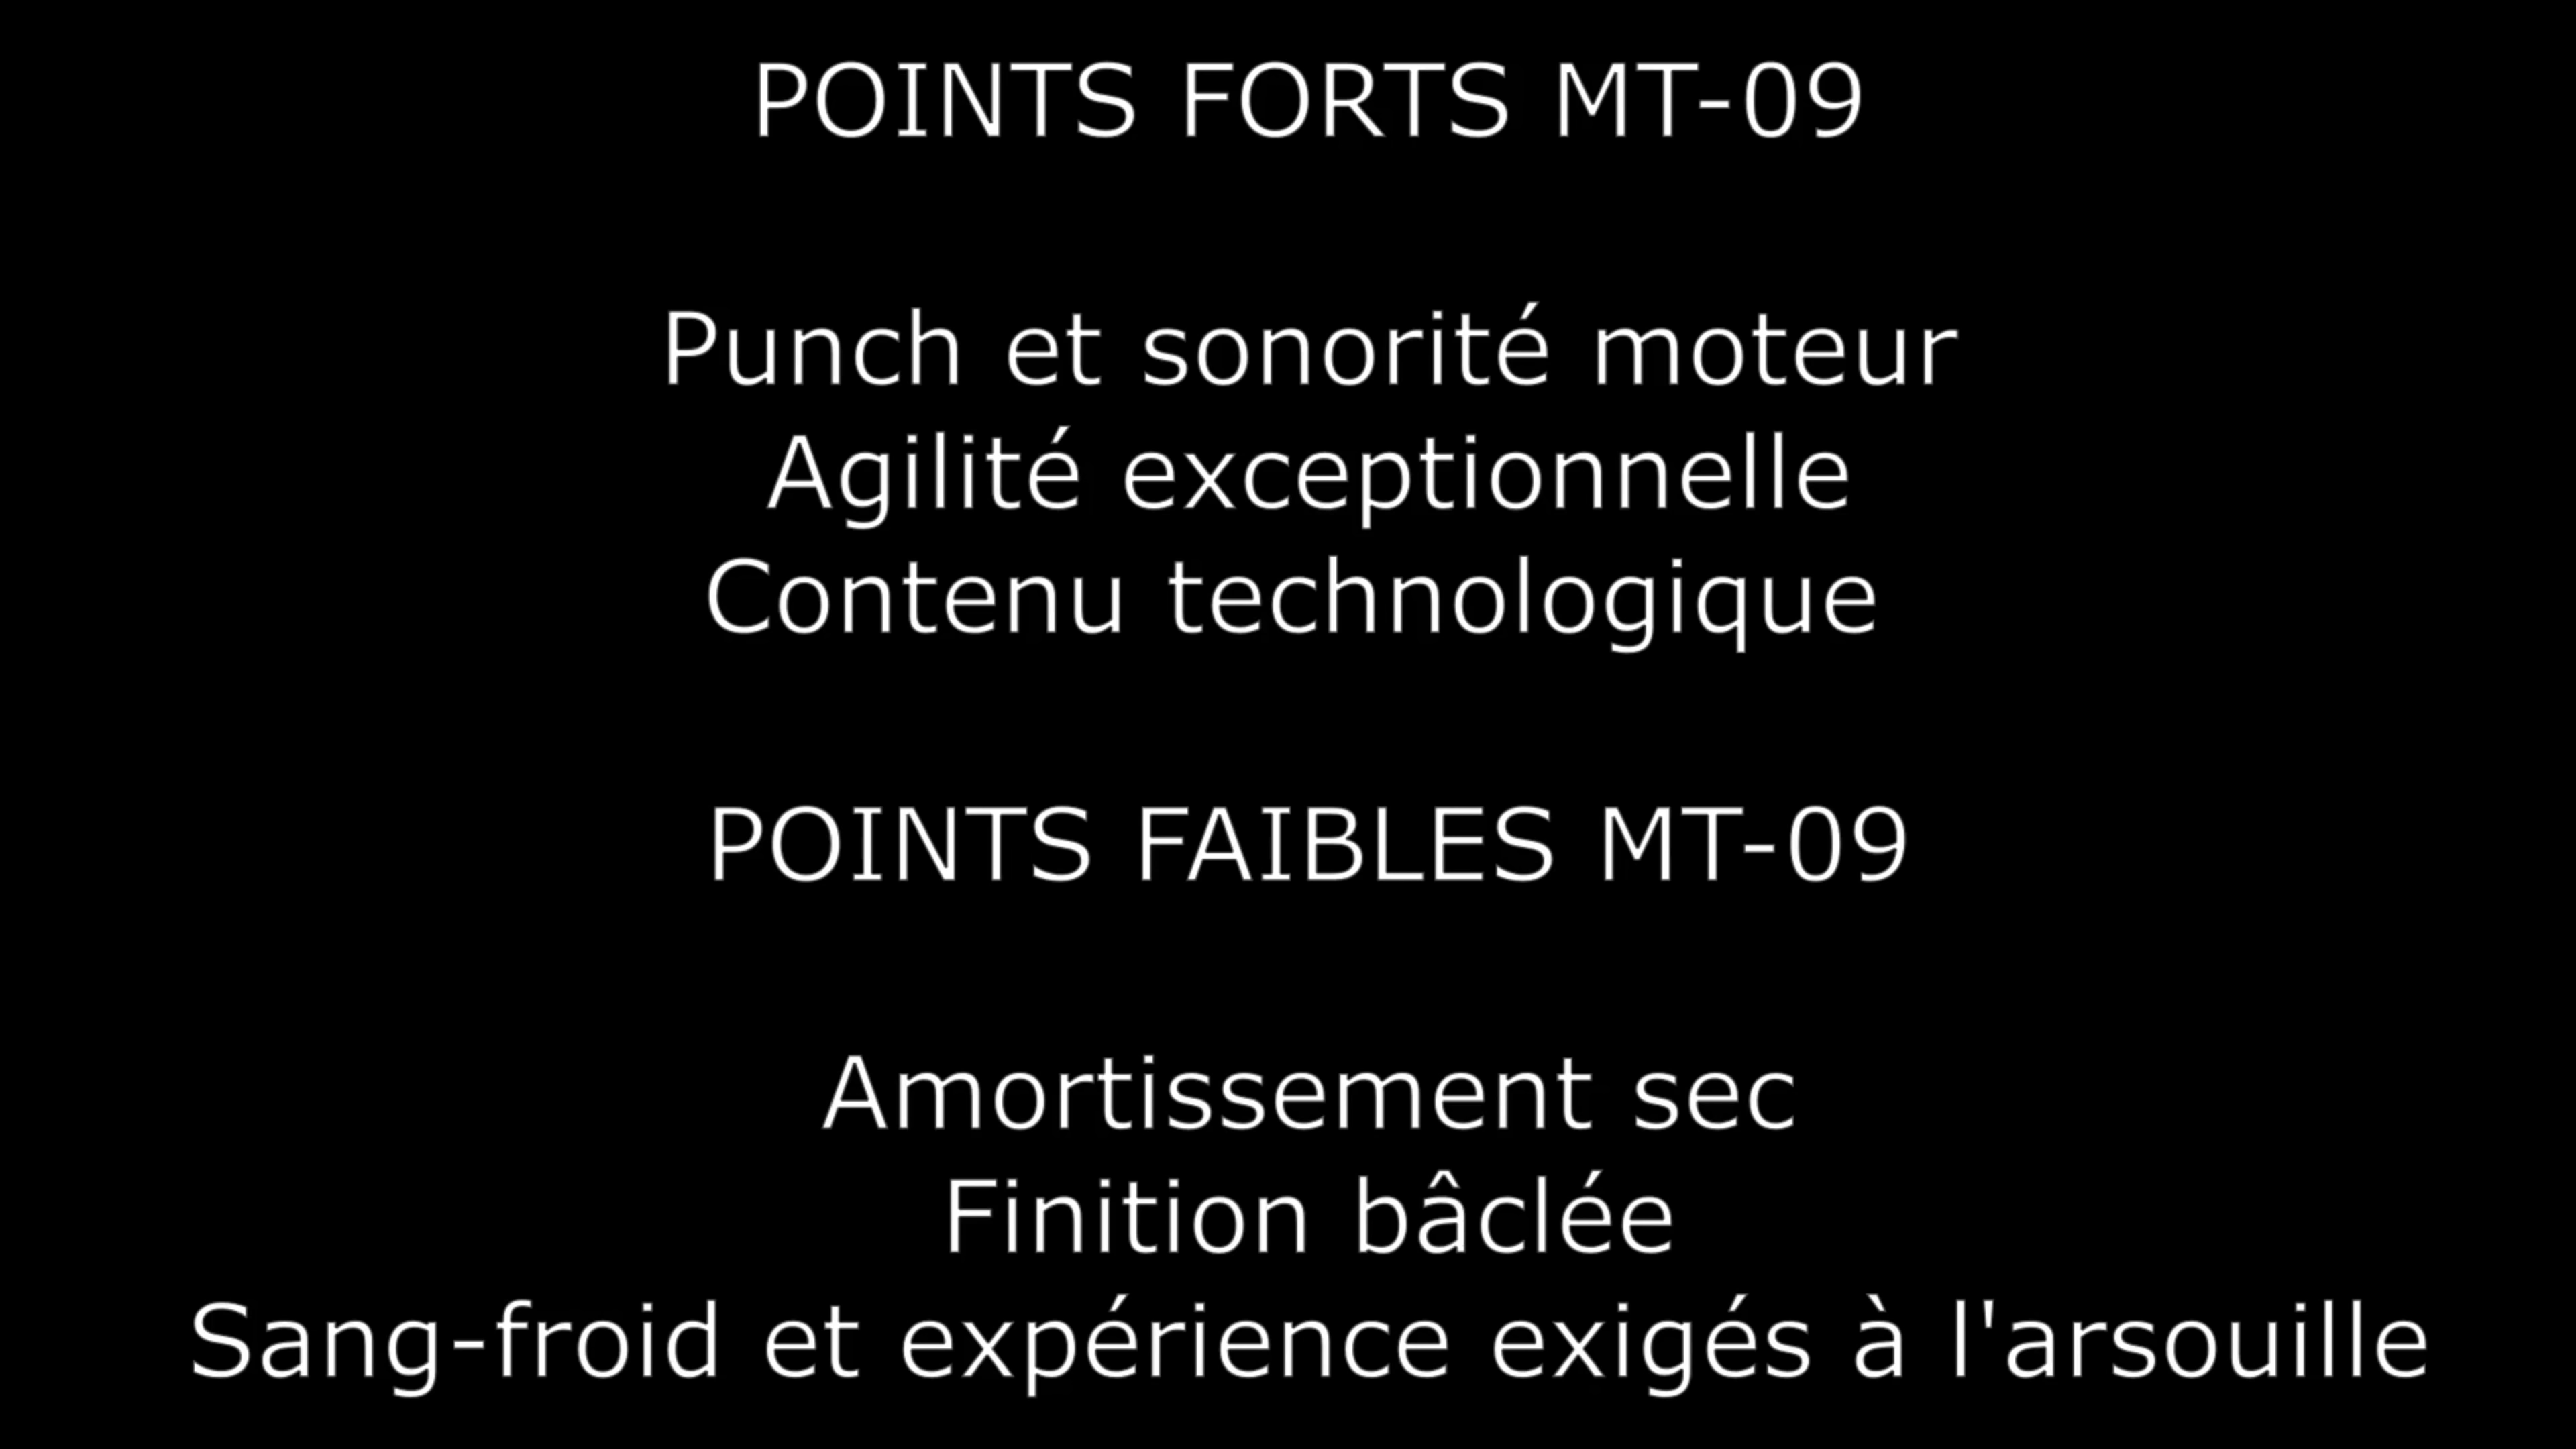 POINTS FORTS MT-09
Punch et sonorité moteur
Agilité exceptionnelle
Contenu technologique
POINTS FAIBLES MT-09
Amortissement sec
Finition bâclée
Sang-froid et expérience exigés à l'arsouille